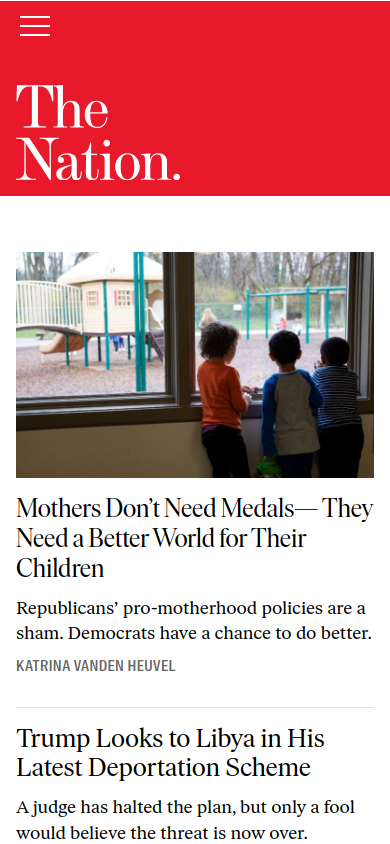 The
Nation.
Mothers Don’t Need Medals— They
Need a Better World for Their
Children
Republicans’ pro-motherhood policies are a
sham. Democrats have a chance to do better.
KATRINA VANDEN HEUVEL
Trump Looks to Libya in His
Latest Deportation Scheme
A judge has halted the plan, but only a fool
would believe the threat is now over.